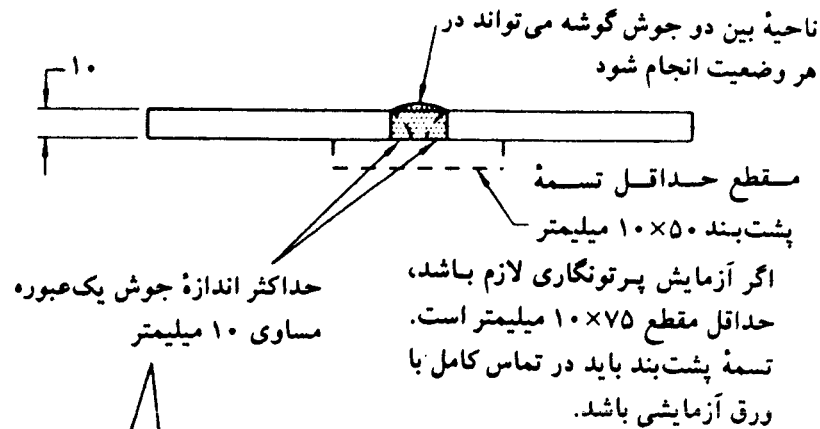 ناحیهٔ بین دو جوش گوشه می‌تواند در
هر وضعیت انجام شود
۱۰
مقطع حداقل تسمهٔ
پشت‌بند ۵۰×۱۰ میلیمتر
اگر آزمایش پرتونگاری لازم باشد،
حداقل مقطع ۷۵×۱۰ میلیمتر است.
تسمهٔ پشت‌بند باید در تماس کامل با
ورق آزمایشی باشد.
حداکثر اندازهٔ جوش یک‌عبوره
مساوی ۱۰ میلیمتر